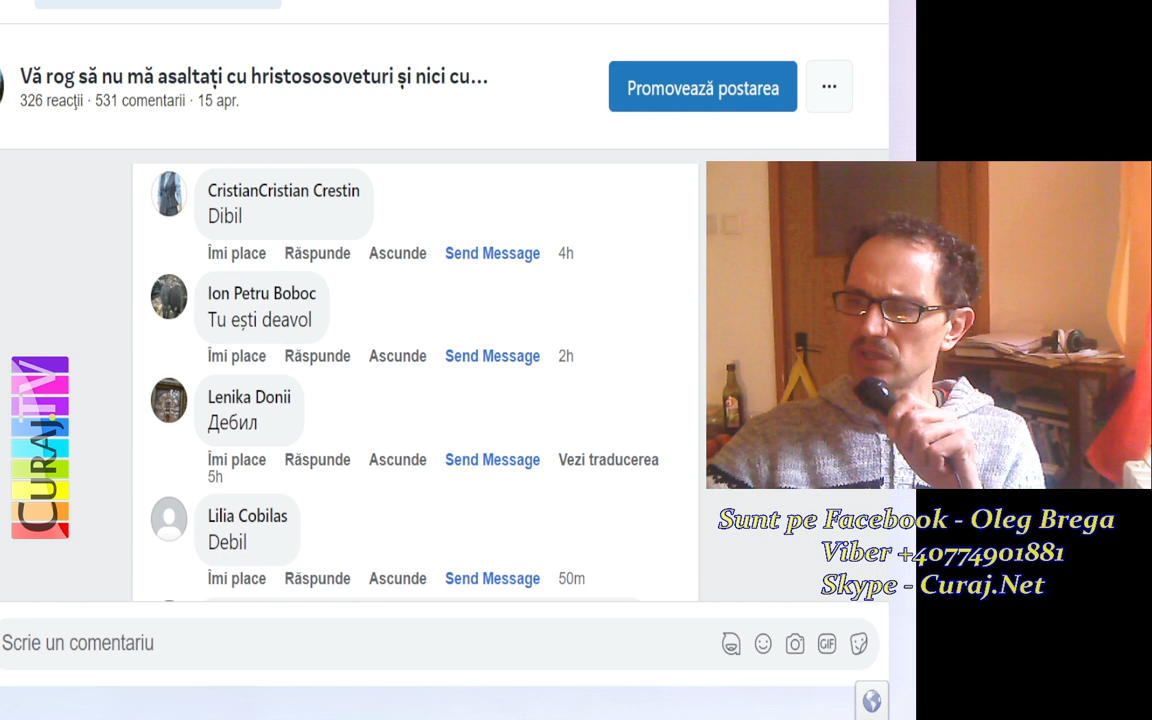 Vă rog să nu mă asaltați cu hristososoveturi și nici cu...
326 reacții · 531 comentarii · 15 apr.
Promovează postarea
CristianCristian Crestin
Dibil
Îmi place Răspunde Ascunde Send Message 4h
Ion Petru Boboc
Tu ești deavol
Îmi place Răspunde Ascunde Send Message 2h
Lenika Donii
Дебил
Îmi place Răspunde Ascunde Send Message Vezi traducerea
5h
Lilia Cobilas
Debil
Îmi place Răspunde Ascunde Send Message 50m
Scrie un comentariu
GIF
CURAJ.TV
Sunt pe Facebook - Oleg Brega
Viber +40774901881
Skype - Curaj.Net